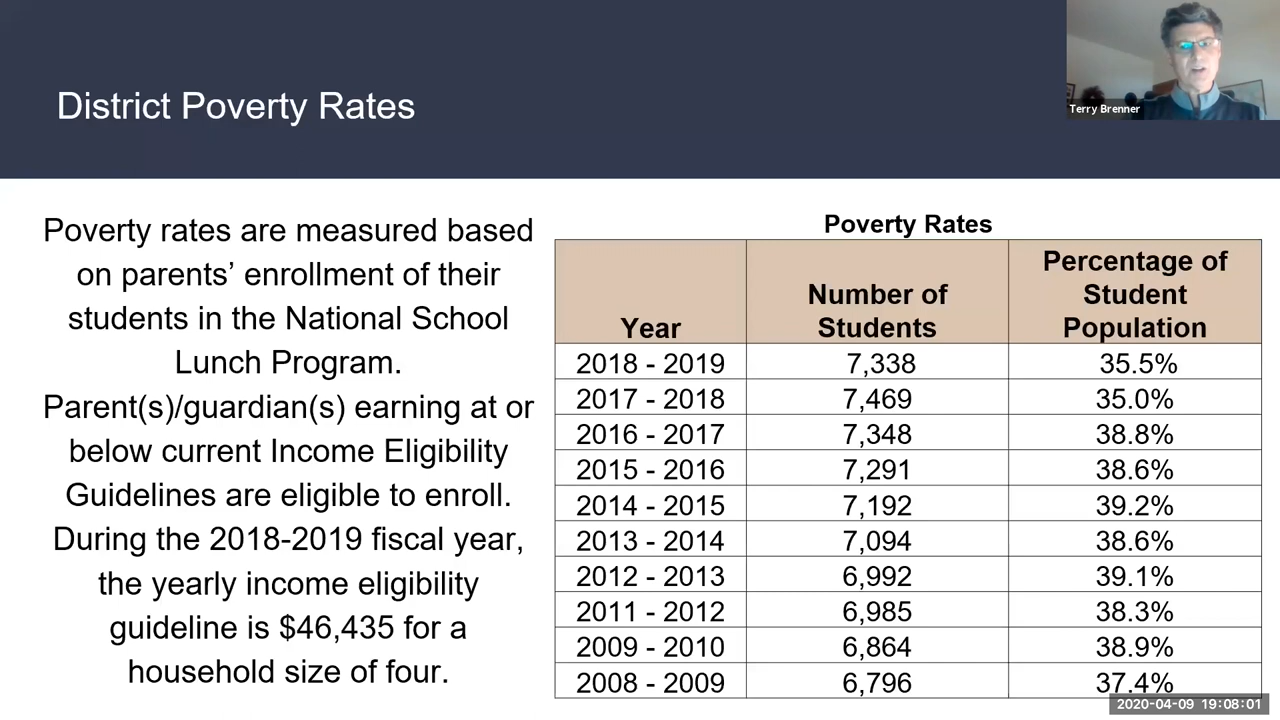 District Poverty Rates
Terry Brenner
Poverty rates are measured based
on parents’ enrollment of their
students in the National School
Lunch Program.
Parent(s)/guardian(s) earning at or
below current Income Eligibility
Guidelines are eligible to enroll.
During the 2018-2019 fiscal year,
the yearly income eligibility
guideline is $46,435 for a
household size of four.
Poverty Rates
Year Number of Students Percentage of Student Population
2018 - 2019 7,338 35.5%
2017 - 2018 7,469 35.0%
2016 - 2017 7,348 38.8%
2015 - 2016 7,291 38.6%
2014 - 2015 7,192 39.2%
2013 - 2014 7,094 38.6%
2012 - 2013 6,992 39.1%
2011 - 2012 6,985 38.3%
2009 - 2010 6,864 38.9%
2008 - 2009 6,796 37.4%
2020-04-09 19:08:01